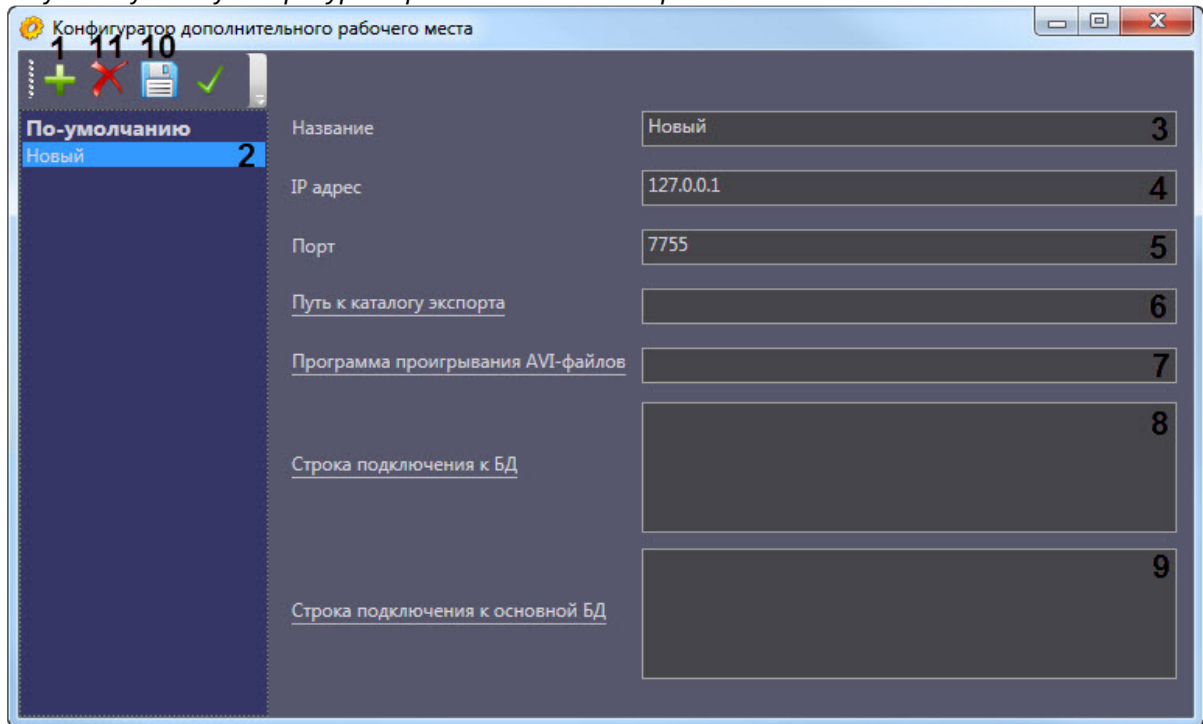 Конфигуратор дополнительного рабочего места
1 11 10
По-умолчанию
Новый 2
Название Новый 3
IP адрес 127.0.0.1 4
Порт 7755 5
Путь к каталогу экспорта 6
Программа проигрывания AVI-файлов 7
Строка подключения к БД 8
Строка подключения к основной БД 9